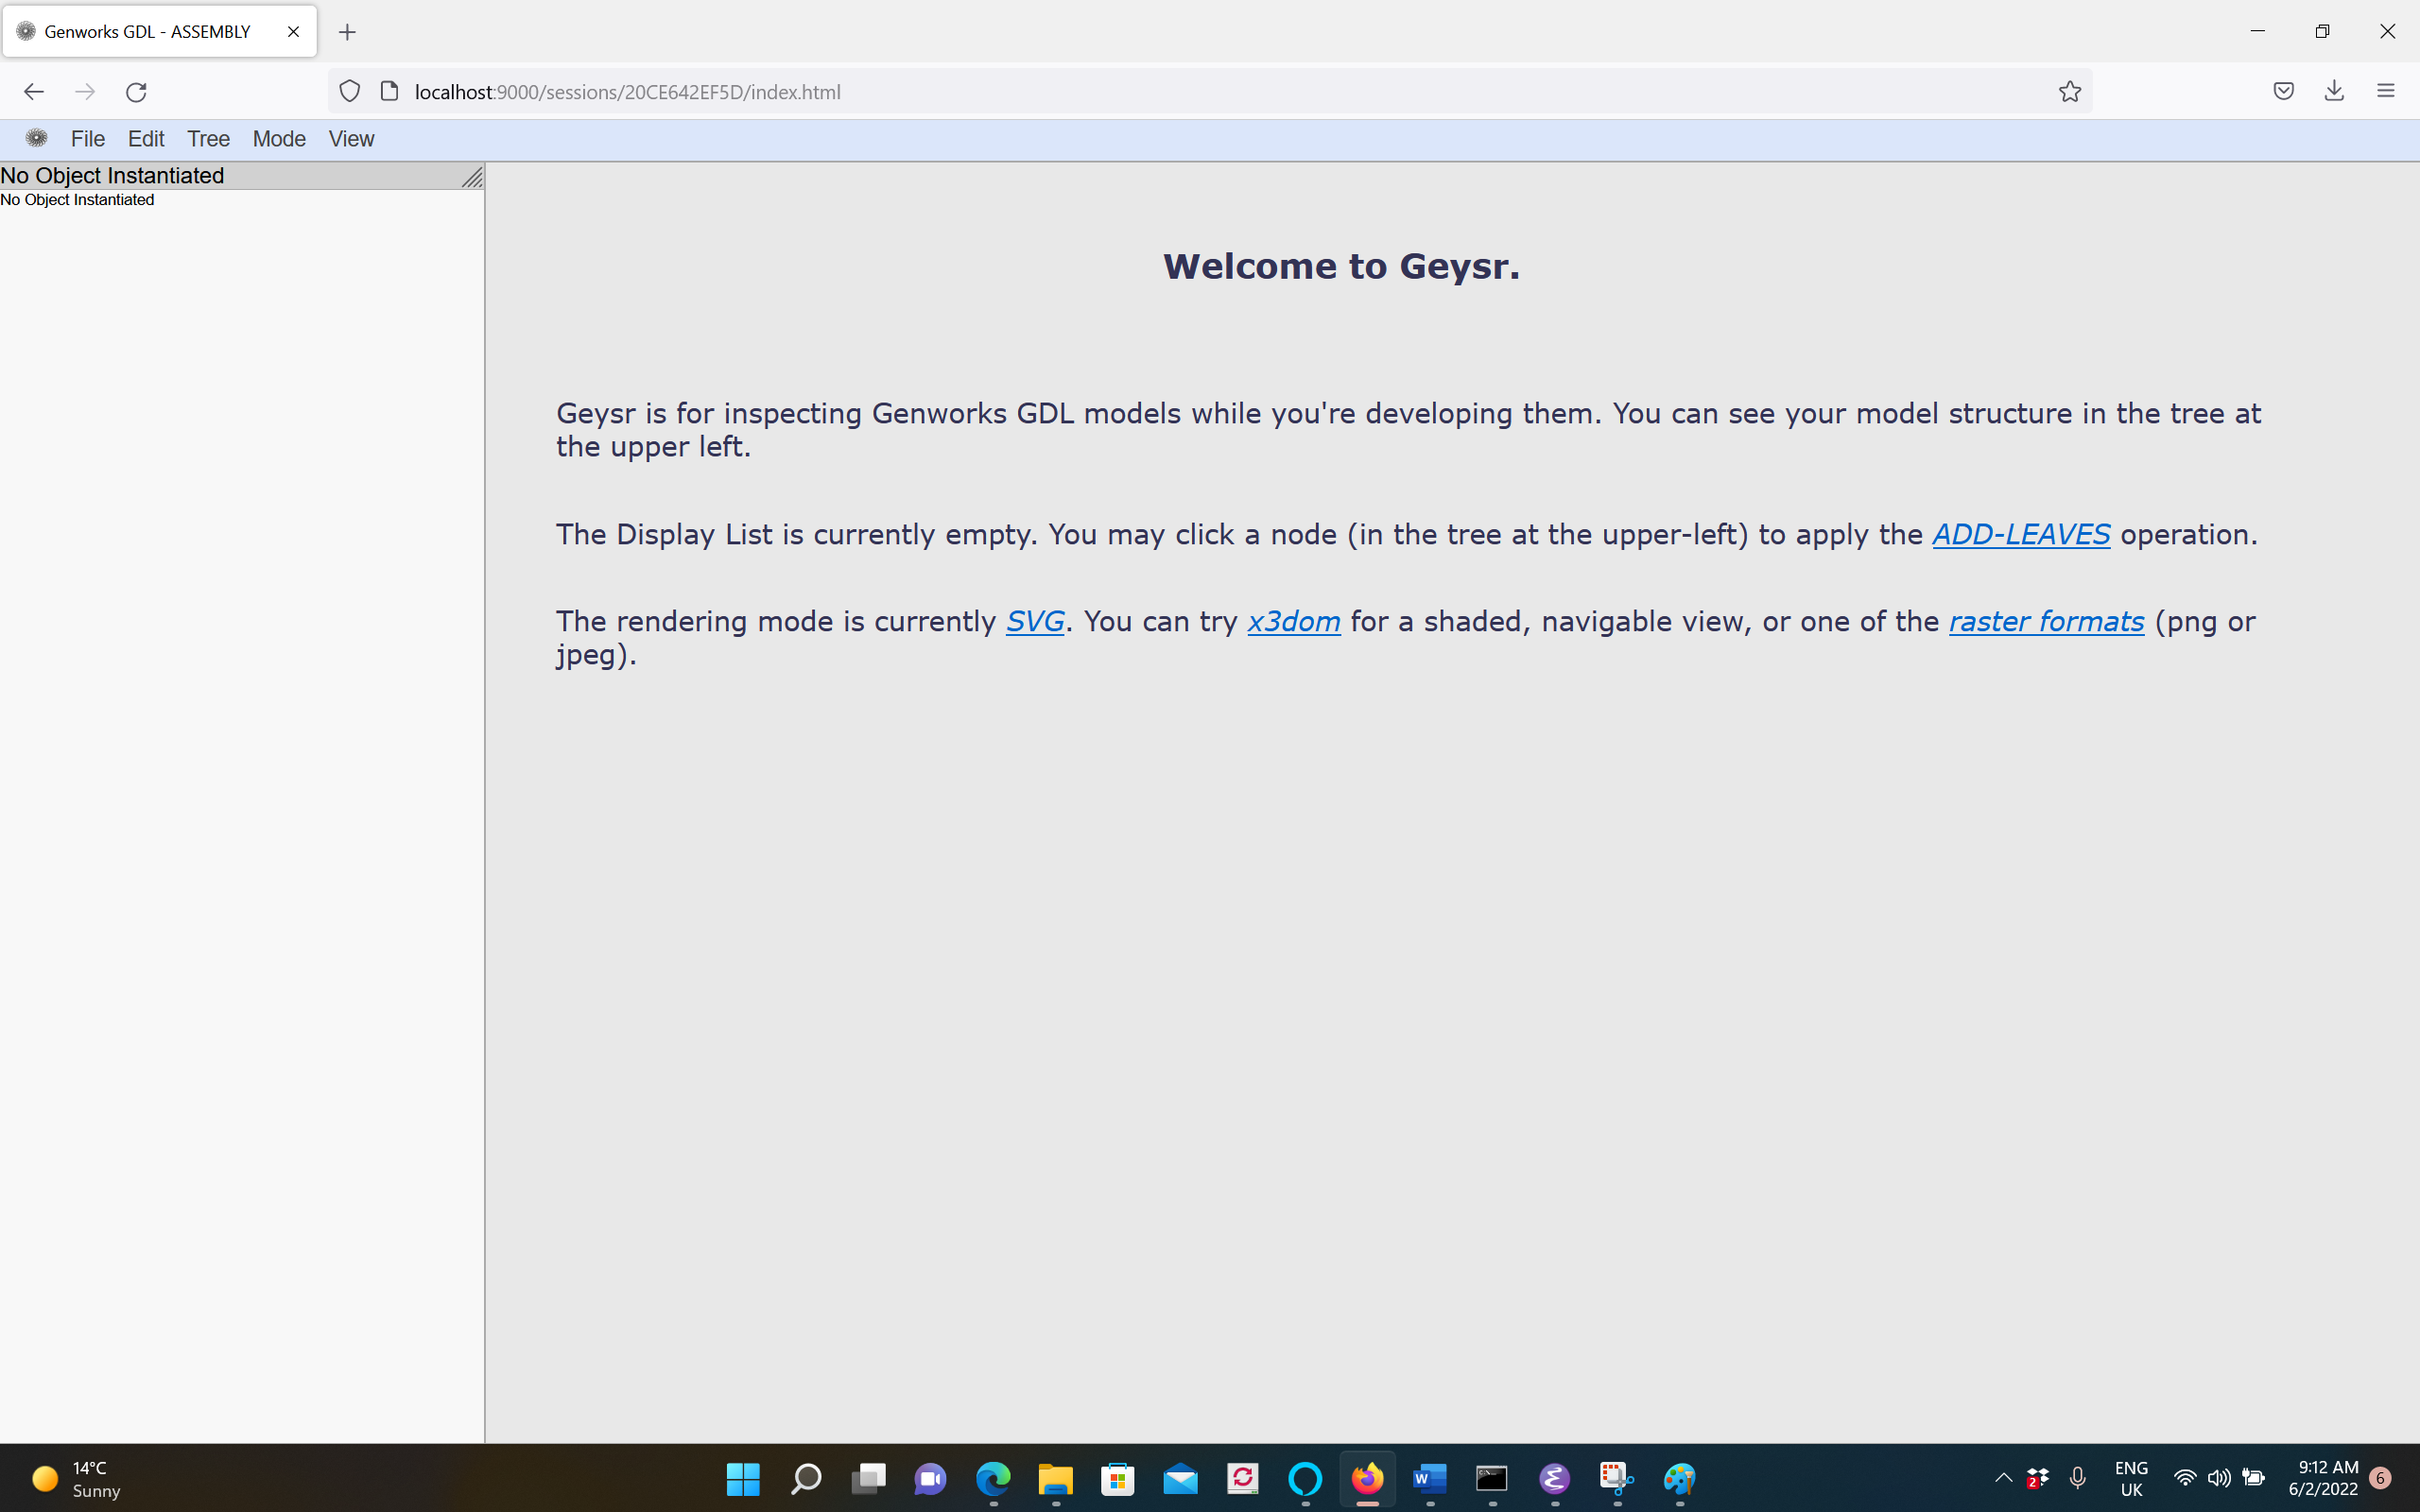 Genworks GDL - ASSEMBLY
localhost:9000/sessions/20CE642EF5D/index.html
File Edit Tree Mode View
No Object Instantiated
No Object Instantiated
Welcome to Geysr.
Geysr is for inspecting Genworks GDL models while you're developing them. You can see your model structure in the tree at
the upper left.
The Display List is currently empty. You may click a node (in the tree at the upper-left) to apply the ADD-LEAVES operation.
The rendering mode is currently SVG. You can try x3dom for a shaded, navigable view, or one of the raster formats (png or
jpeg).
14°C
Sunny
W
2
ENG
UK
9:12 AM
6/2/2022
6